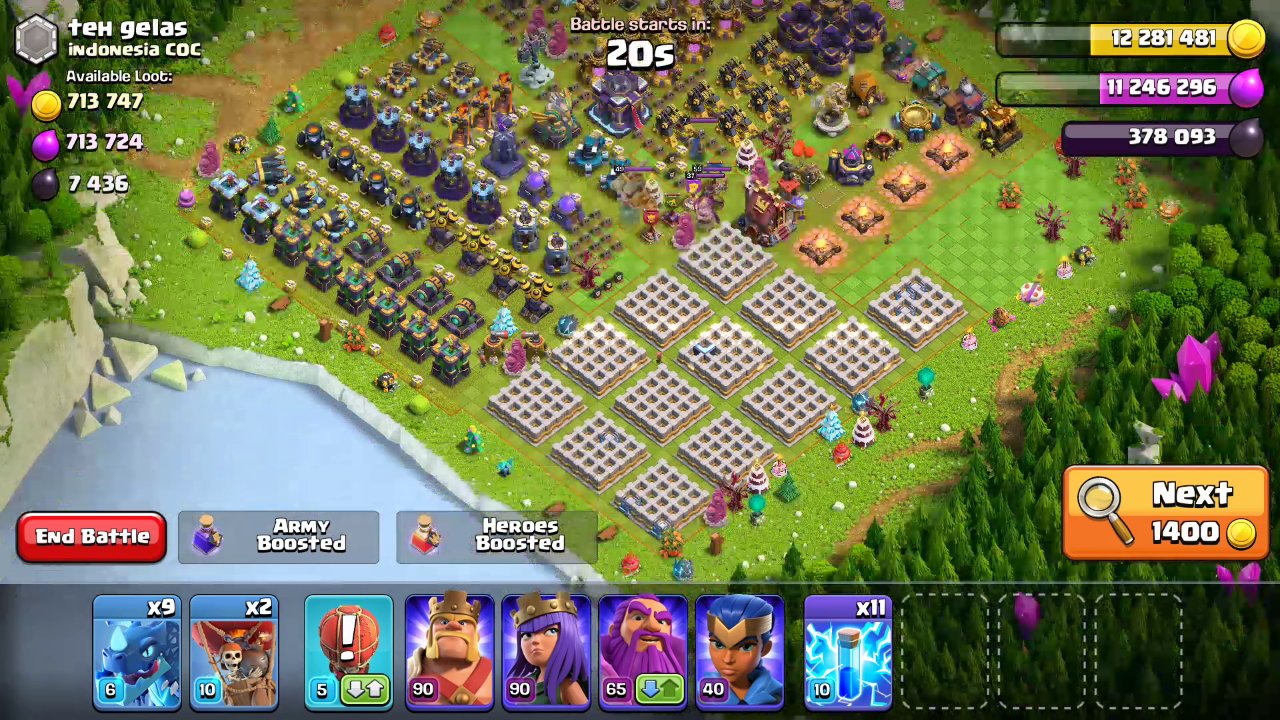 teh gelas
indonesia COC
Available Loot:
713 747
713 724
7 436
Battle starts in:
20s
12 281 481
11 246 296
378 093
End Battle
Army Boosted
Heroes Boosted
Next
1400
x9
6
x2
10
5
90
90
65
40
x11
10